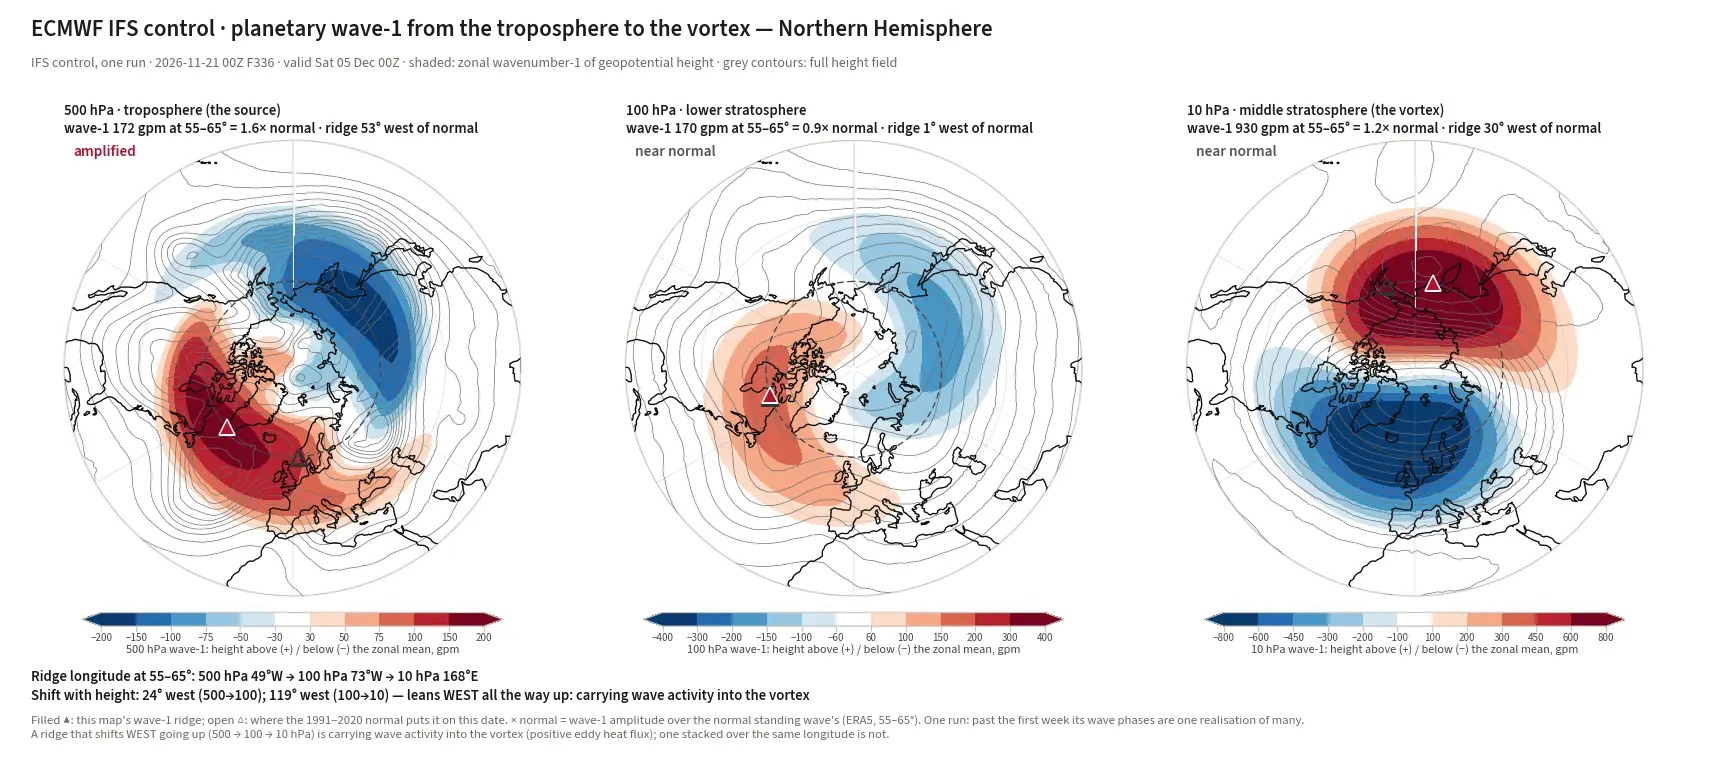 ECMWF IFS control · planetary wave-1 from the troposphere to the vortex — Northern Hemisphere
IFS control, one run · 2026-11-21 00Z F336 · valid Sat 05 Dec 00Z · shaded: zonal wavenumber-1 of geopotential height · grey contours: full height field
500 hPa · troposphere (the source)
wave-1 172 gpm at 55–65° = 1.6× normal · ridge 53° west of normal
amplified
100 hPa · lower stratosphere
wave-1 170 gpm at 55–65° = 0.9× normal · ridge 1° west of normal
near normal
10 hPa · middle stratosphere (the vortex)
wave-1 930 gpm at 55–65° = 1.2× normal · ridge 30° west of normal
near normal
−200 −150 −100 −75 −50 −30 30 50 75 100 150 200
500 hPa wave-1: height above (+) / below (−) the zonal mean, gpm
−400 −300 −200 −150 −100 −60 60 100 150 200 300 400
100 hPa wave-1: height above (+) / below (−) the zonal mean, gpm
−800 −600 −450 −300 −200 −100 100 200 300 450 600 800
10 hPa wave-1: height above (+) / below (−) the zonal mean, gpm
Ridge longitude at 55–65°: 500 hPa 49°W → 100 hPa 73°W → 10 hPa 168°E
Shift with height: 24° west (500→100); 119° west (100→10) — leans WEST all the way up: carrying wave activity into the vortex
Filled ▲: this map's wave-1 ridge; open △: where the 1991–2020 normal puts it on this date. × normal = wave-1 amplitude over the normal standing wave's (ERA5, 55–65°). One run: past the first week its wave phases are one realisation of many.
A ridge that shifts WEST going up (500 → 100 → 10 hPa) is carrying wave activity into the vortex (positive eddy heat flux); one stacked over the same longitude is not.